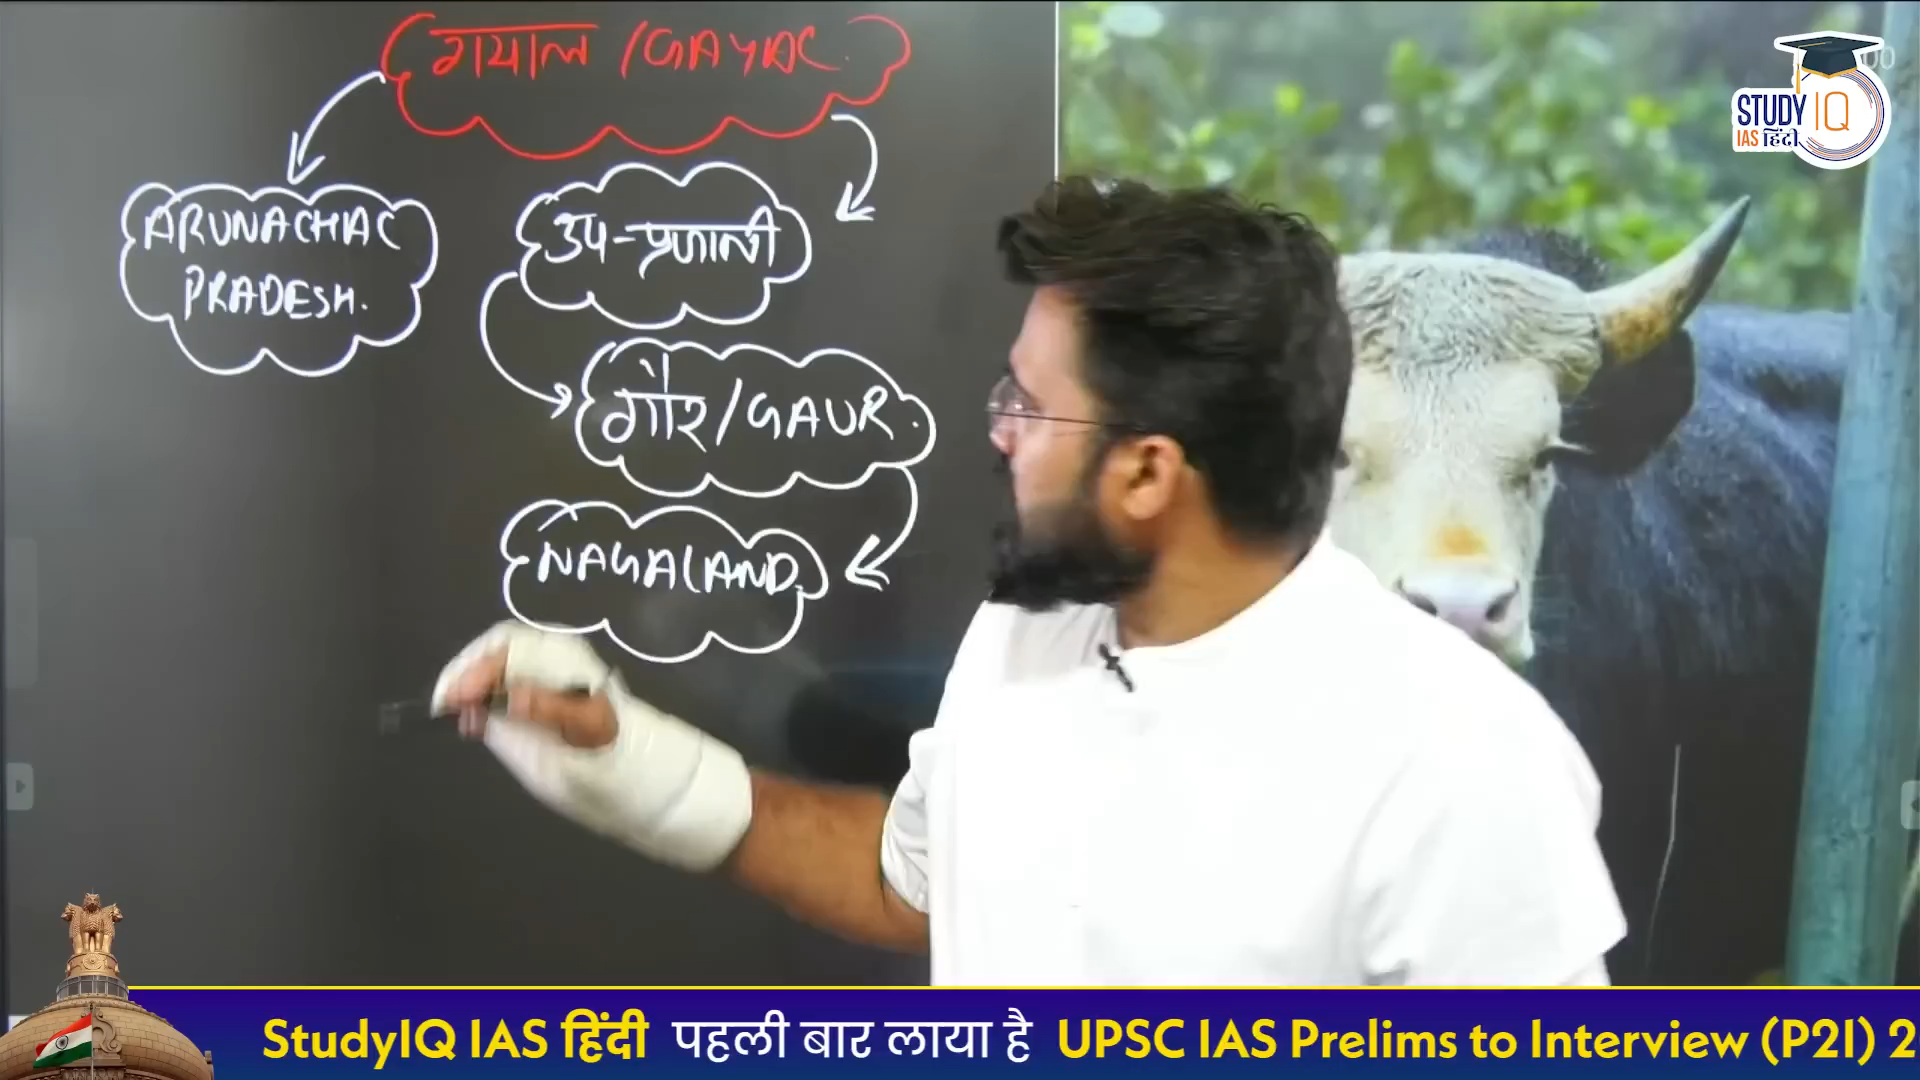 गयाल / GAYAL.
ARUNACHAL
PRADESH.
उप-प्रजाती
गौर / GAUR.
NAGALAND.
STUDY IQ
IAS हिंदी
00
StudyIQ IAS हिंदी पहली बार लाया है UPSC IAS Prelims to Interview (P2I) 2